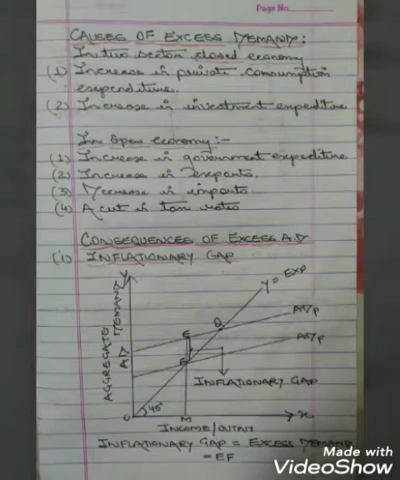 Page No.
CAUSES OF EXCESS DEMAND:
In two sector closed economy
(1) Increase in private consumption
expenditure.
(2) Increase in investment expenditure
In Open economy:-
(1) Increase in government expenditure
(2) Increase in exports.
(3) Decrease in imports
(4) A cut in tax rates
CONSEQUENCES OF EXCESS A.D
(i) INFLATIONARY GAP
Y
Y= EXP
AGGREGATE DEMAND
AD
Q
E
INFLATIONARY GAP
45°
O
M
X
INCOME/OUTPUT
INFLATIONARY GAP = EXCESS DEMAND
= EF
Made with
VideoShow